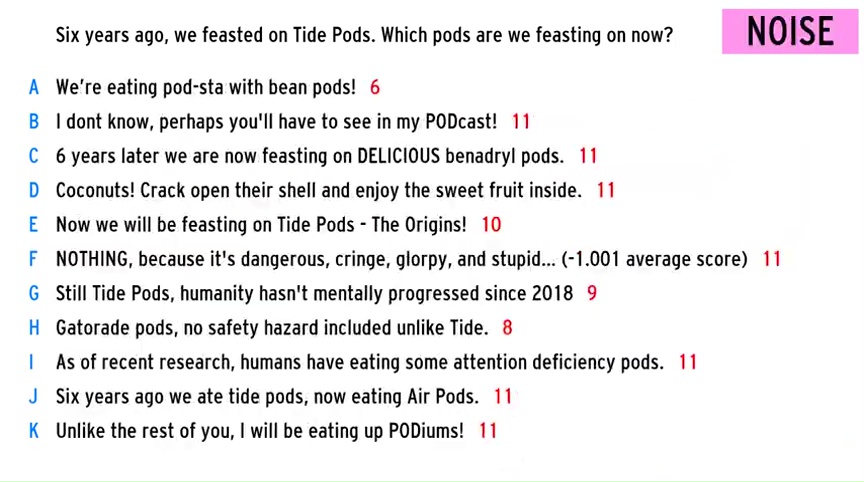 Six years ago, we feasted on Tide Pods. Which pods are we feasting on now?
NOISE
A We're eating pod-sta with bean pods! 6
B I dont know, perhaps you'll have to see in my PODcast! 11
C 6 years later we are now feasting on DELICIOUS benadryl pods. 11
D Coconuts! Crack open their shell and enjoy the sweet fruit inside. 11
E Now we will be feasting on Tide Pods - The Origins! 10
F NOTHING, because it's dangerous, cringe, glorpy, and stupid... (-1.001 average score) 11
G Still Tide Pods, humanity hasn't mentally progressed since 2018 9
H Gatorade pods, no safety hazard included unlike Tide. 8
I As of recent research, humans have eating some attention deficiency pods. 11
J Six years ago we ate tide pods, now eating Air Pods. 11
K Unlike the rest of you, I will be eating up PODiums! 11